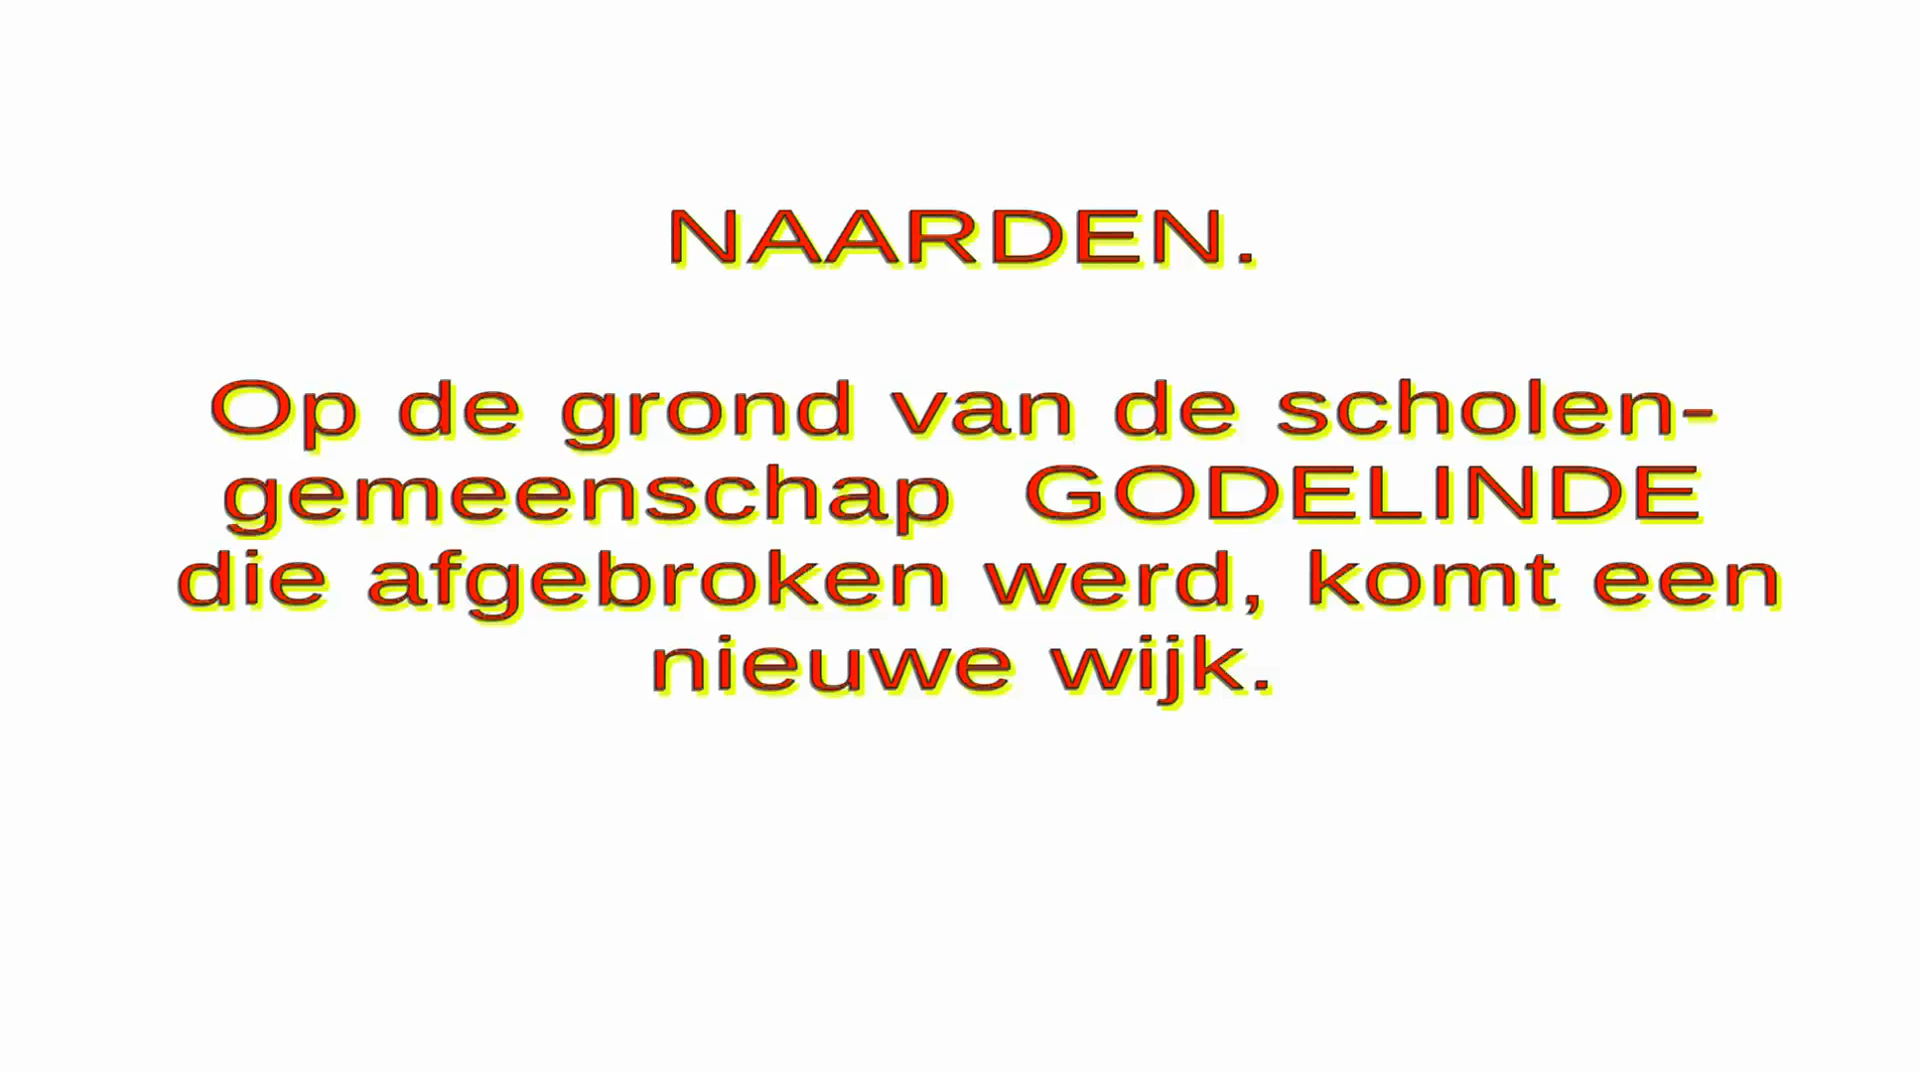 NAARDEN.
Op de grond van de scholen-
gemeenschap  GODELINDE
die afgebroken werd, komt een
nieuwe wijk.